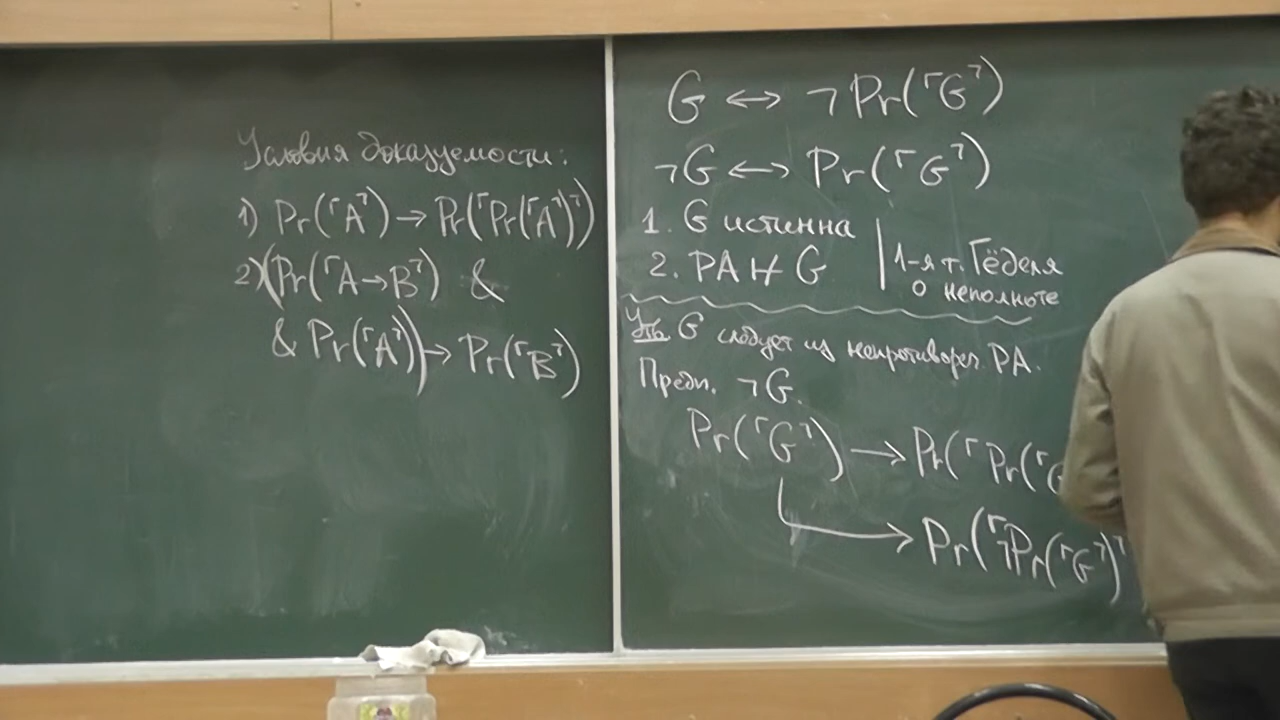 Условия доказуемости:
1) Pr(⌜A⌝) → Pr(⌜Pr(⌜A⌝)⌝)
2) (Pr(⌜A→B⌝) &
& Pr(⌜A⌝)) → Pr(⌜B⌝)
G ↔ ¬Pr(⌜G⌝)
¬G ↔ Pr(⌜G⌝)
1. G истинна
2. PA ⊬ G
1-я т. Гёделя
о неполноте
Утв. G следует из непротивореч. PA.
Предп. ¬G.
Pr(⌜G⌝) → Pr(⌜Pr(⌜G
→ Pr(⌜¬Pr(⌜G⌝)⌝